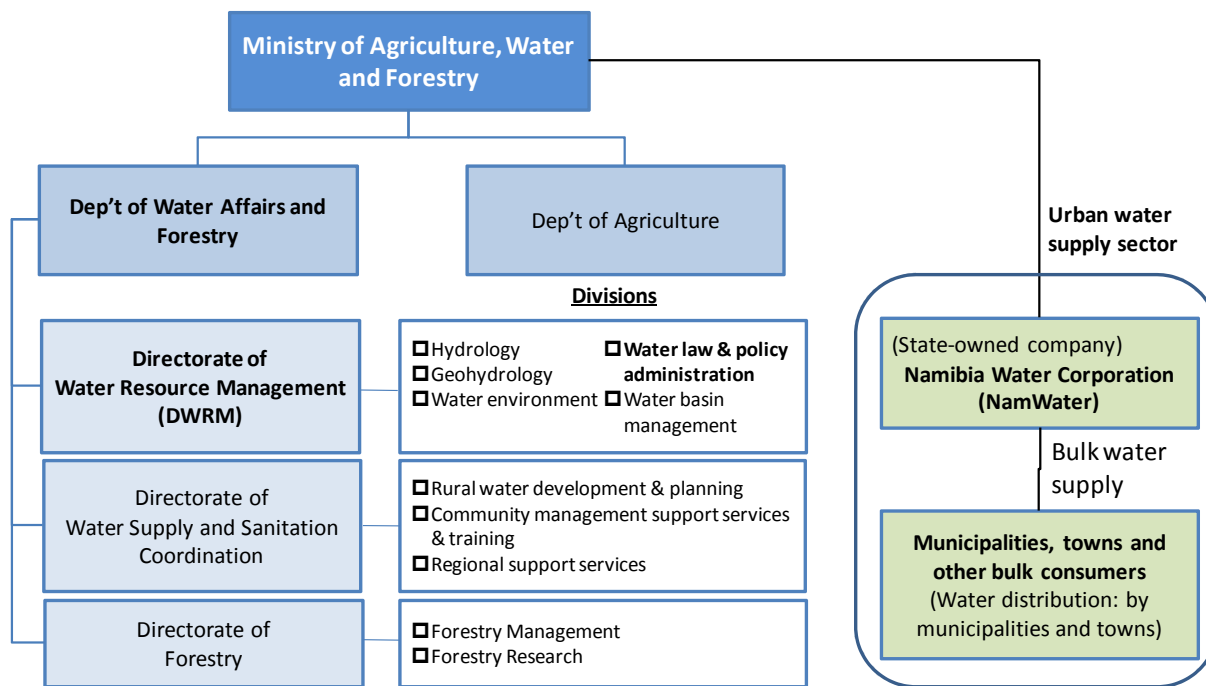 Ministry of Agriculture, Water
and Forestry
Dep't of Water Affairs and
Forestry
Dep't of Agriculture
Urban water
supply sector
Divisions
Directorate of
Water Resource Management
(DWRM)
Hydrology
Geohydrology
Water environment
Water law & policy
administration
Water basin
management
(State-owned company)
Namibia Water Corporation
(NamWater)
Bulk water
supply
Directorate of
Water Supply and Sanitation
Coordination
Rural water development & planning
Community management support services
& training
Regional support services
Municipalities, towns and
other bulk consumers
(Water distribution: by
municipalities and towns)
Directorate of
Forestry
Forestry Management
Forestry Research